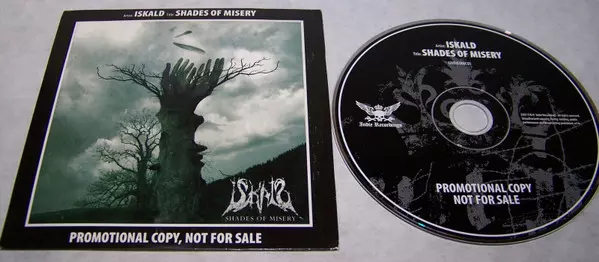 Artist: ISKALD Title: SHADES OF MISERY
ISKALD
SHADES OF MISERY
PROMOTIONAL COPY, NOT FOR SALE
Artist: ISKALD
Title: SHADES OF MISERY
Indie Recordings
PROMOTIONAL COPY
NOT FOR SALE